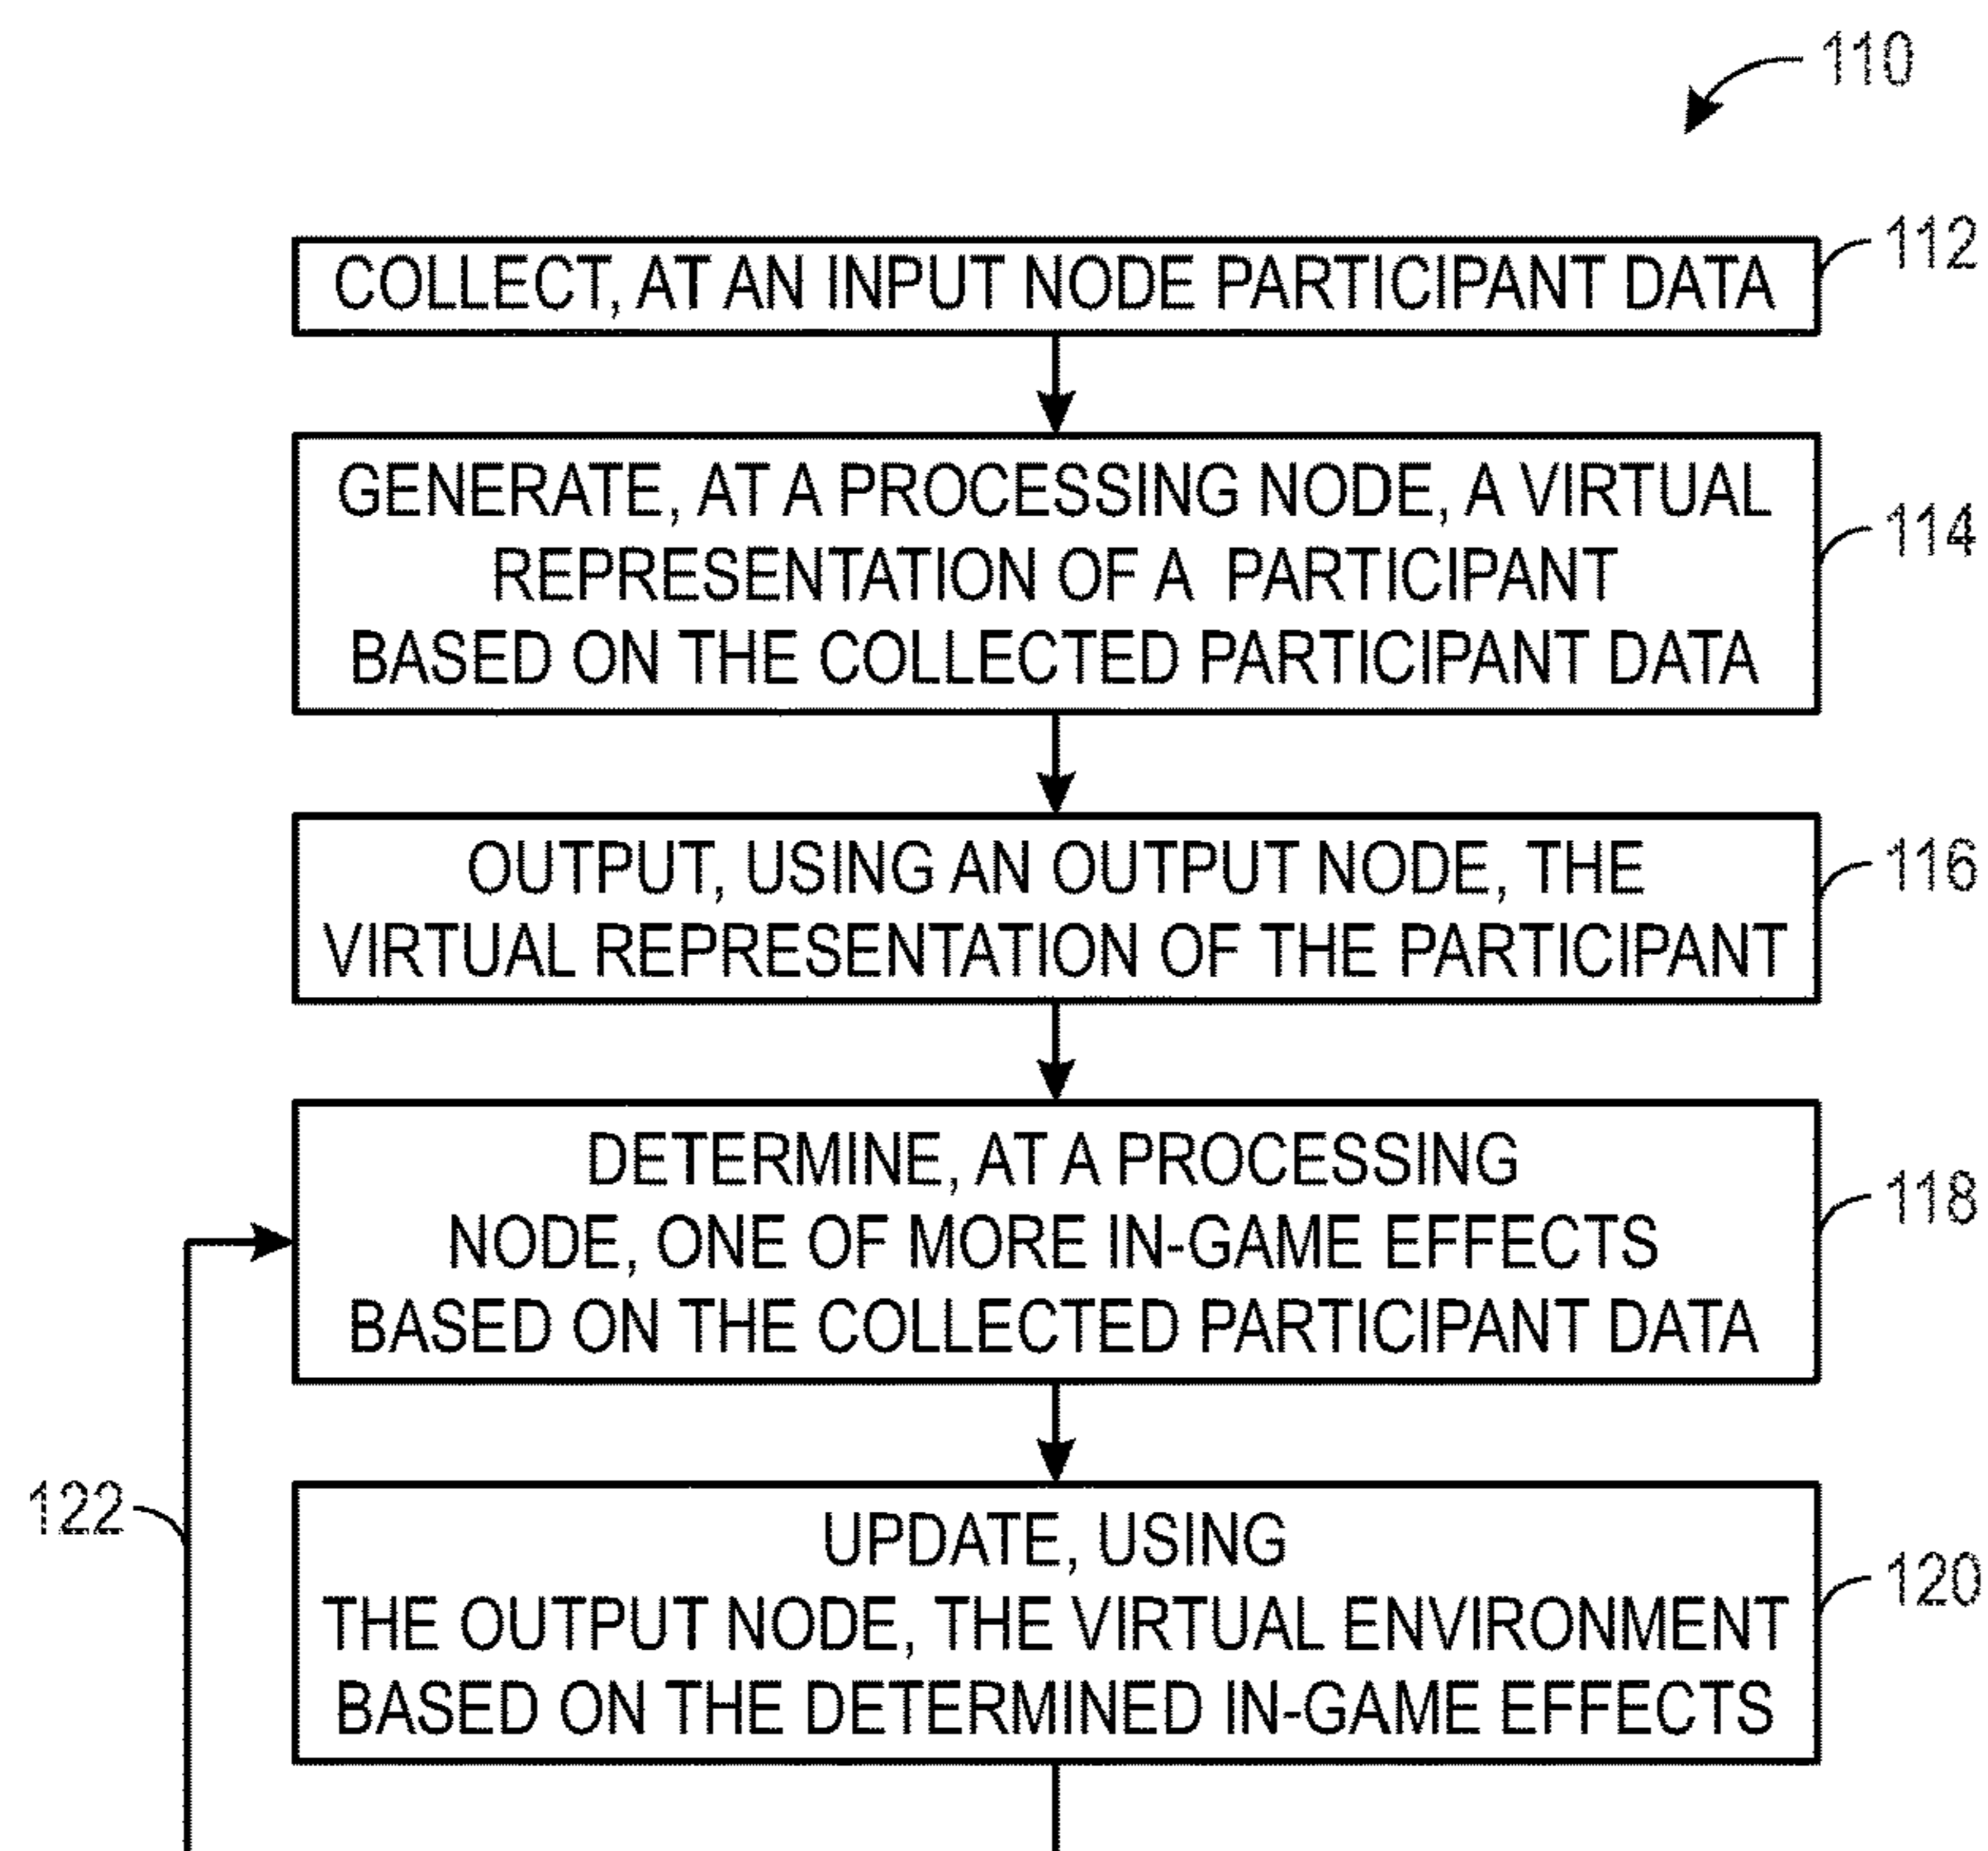 110
COLLECT, AT AN INPUT NODE PARTICIPANT DATA
112
GENERATE, AT A PROCESSING NODE, A VIRTUAL
REPRESENTATION OF A PARTICIPANT
BASED ON THE COLLECTED PARTICIPANT DATA
114
OUTPUT, USING AN OUTPUT NODE, THE
VIRTUAL REPRESENTATION OF THE PARTICIPANT
116
DETERMINE, AT A PROCESSING
NODE, ONE OF MORE IN-GAME EFFECTS
BASED ON THE COLLECTED PARTICIPANT DATA
118
122
UPDATE, USING
THE OUTPUT NODE, THE VIRTUAL ENVIRONMENT
BASED ON THE DETERMINED IN-GAME EFFECTS
120